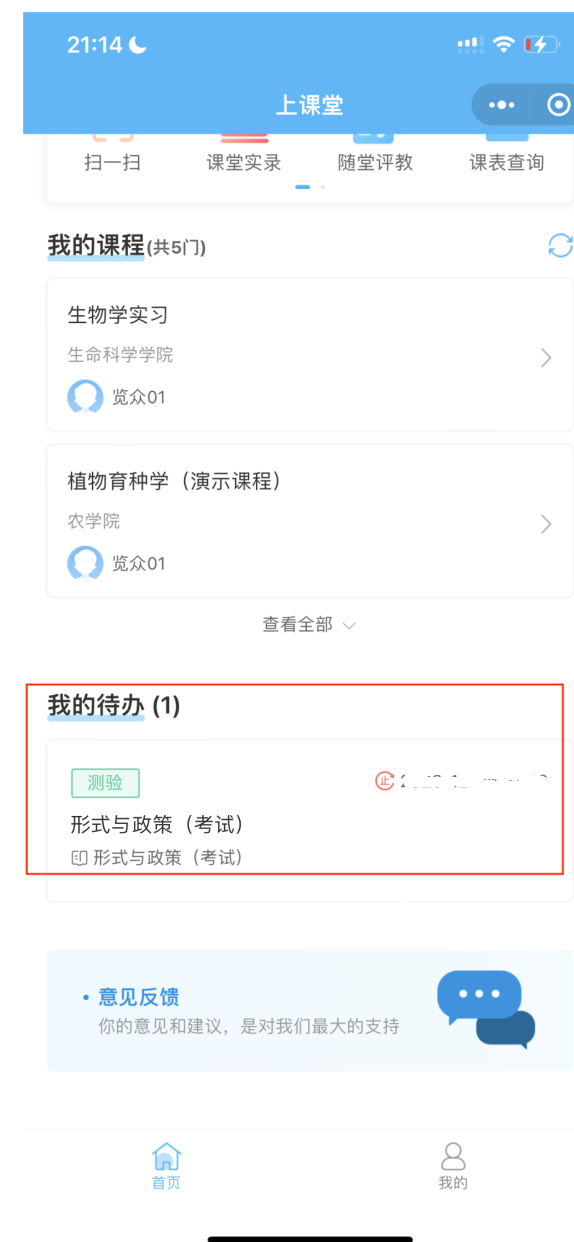 21:14
上课堂
扫一扫 课堂实录 随堂评教 课表查询
我的课程(共5门)
生物学实习
生命科学学院
览众01
植物育种学（演示课程）
农学院
览众01
查看全部
我的待办 (1)
测验 止
形式与政策（考试）
形式与政策（考试）
• 意见反馈
你的意见和建议，是对我们最大的支持
首页 我的